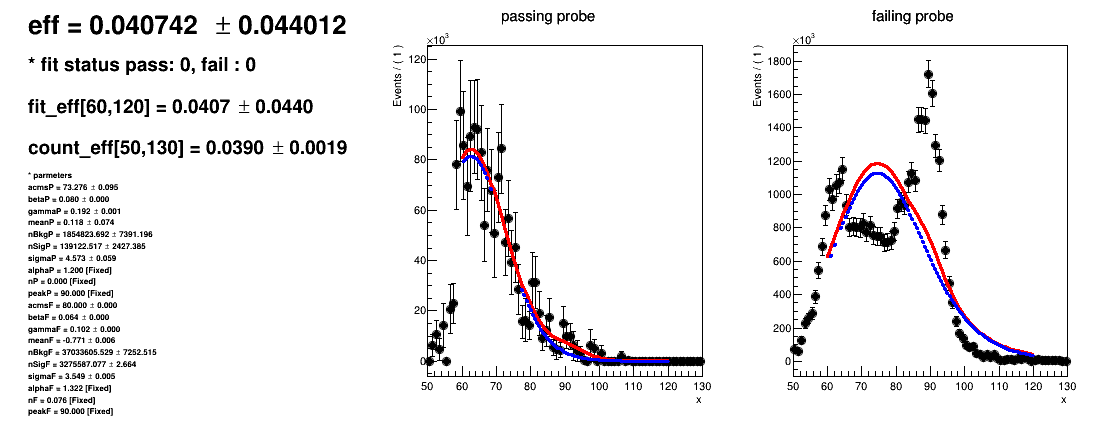 eff = 0.040742 ± 0.044012
* fit status pass: 0, fail : 0
fit_eff[60,120] = 0.0407 ± 0.0440
count_eff[50,130] = 0.0390 ± 0.0019
* parmeters
acmsP = 73.276 ± 0.095
betaP = 0.080 ± 0.000
gammaP = 0.192 ± 0.001
meanP = 0.118 ± 0.074
nBkgP = 1854823.692 ± 7391.196
nSigP = 139122.517 ± 2427.385
sigmaP = 4.573 ± 0.059
alphaP = 1.200 [Fixed]
nP = 0.000 [Fixed]
peakP = 90.000 [Fixed]
acmsF = 80.000 ± 0.000
betaF = 0.064 ± 0.000
gammaF = 0.102 ± 0.000
meanF = -0.771 ± 0.006
nBkgF = 37033605.529 ± 7252.515
nSigF = 3275587.077 ± 2.664
sigmaF = 3.549 ± 0.005
alphaF = 1.322 [Fixed]
nF = 0.076 [Fixed]
peakF = 90.000 [Fixed]
passing probe
×10³
Events / ( 1 )
120
100
80
60
40
20
0
50 60 70 80 90 100 110 120 130
x
failing probe
×10³
Events / ( 1 )
1800
1600
1400
1200
1000
800
600
400
200
0
50 60 70 80 90 100 110 120 130
x